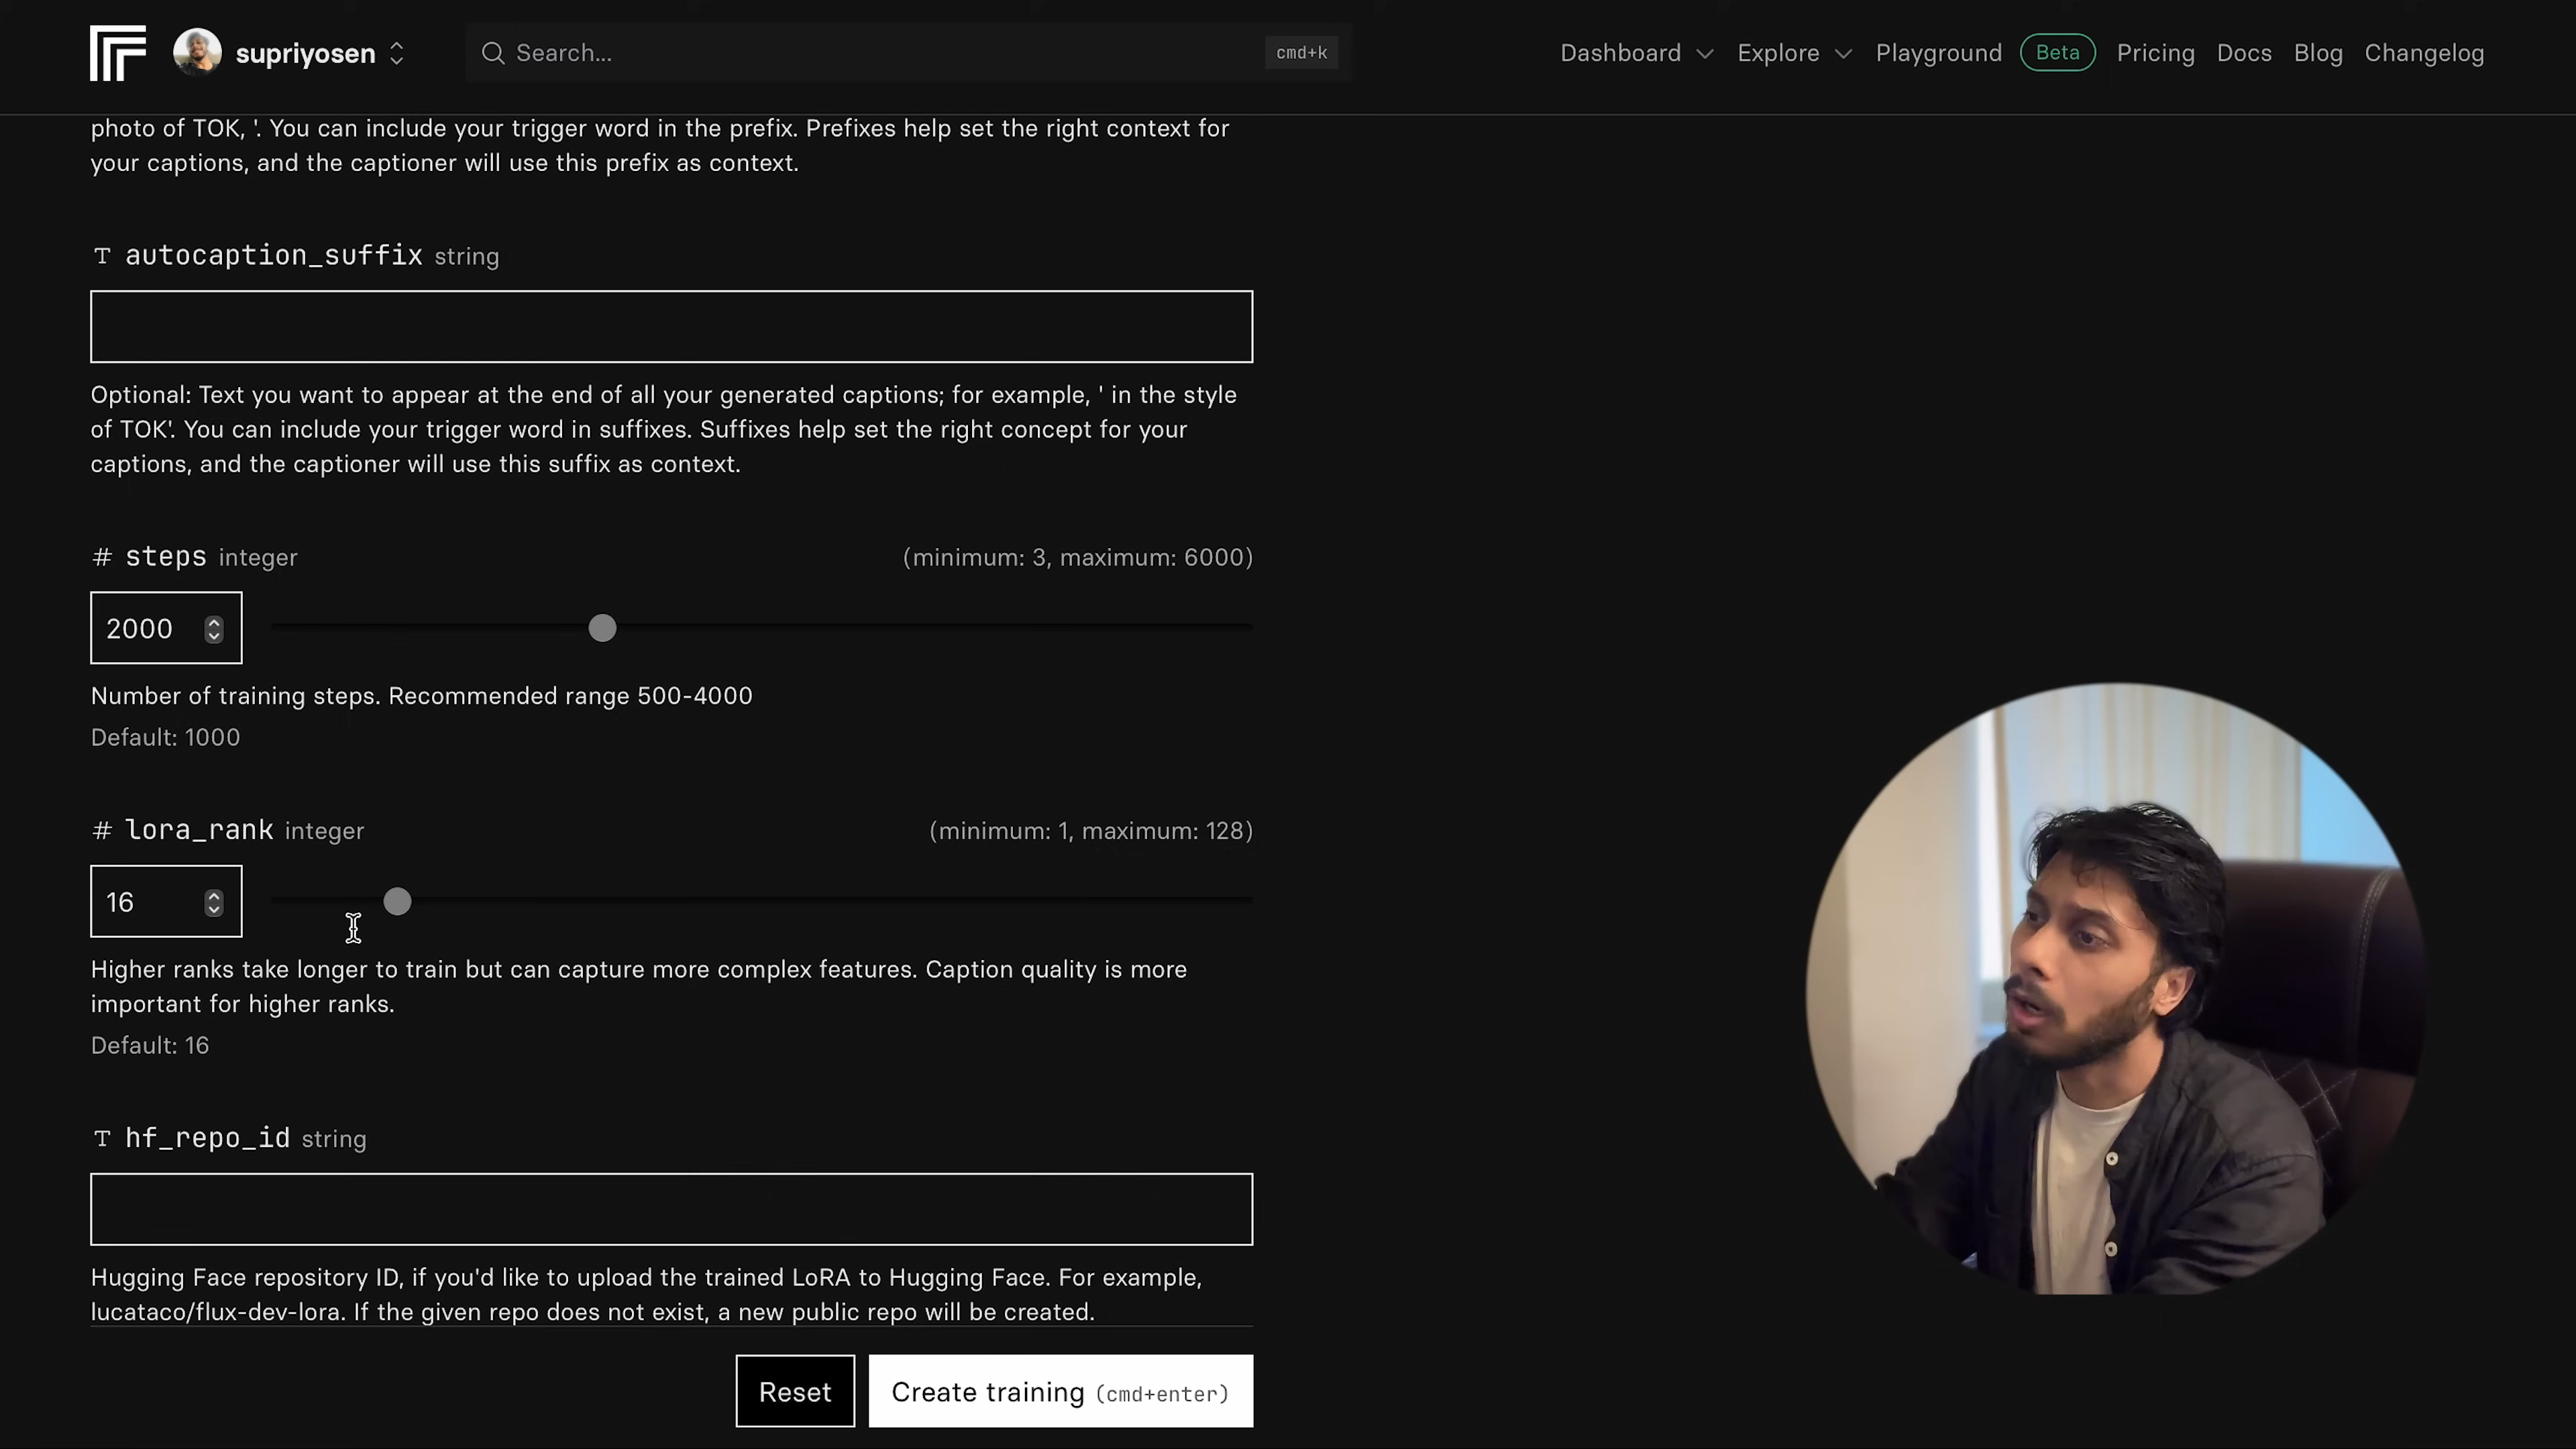 supriyosen
Search...
cmd+k
Dashboard
Explore
Playground
Beta
Pricing
Docs
Blog
Changelog
photo of TOK, '. You can include your trigger word in the prefix. Prefixes help set the right context for
your captions, and the captioner will use this prefix as context.
T autocaption_suffix string
Optional: Text you want to appear at the end of all your generated captions; for example, ' in the style
of TOK'. You can include your trigger word in suffixes. Suffixes help set the right concept for your
captions, and the captioner will use this suffix as context.
# steps integer (minimum: 3, maximum: 6000)
2000
Number of training steps. Recommended range 500-4000
Default: 1000
# lora_rank integer (minimum: 1, maximum: 128)
16
Higher ranks take longer to train but can capture more complex features. Caption quality is more
important for higher ranks.
Default: 16
T hf_repo_id string
Hugging Face repository ID, if you'd like to upload the trained LoRA to Hugging Face. For example,
lucataco/flux-dev-lora. If the given repo does not exist, a new public repo will be created.
Reset
Create training (cmd+enter)